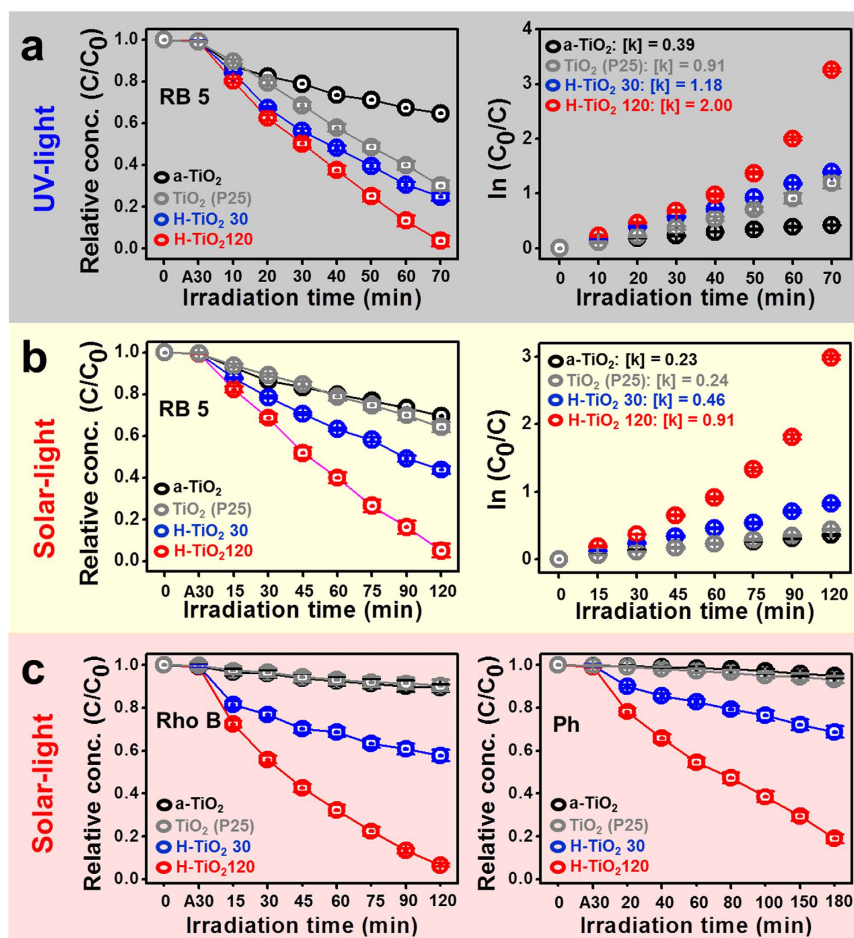 a
UV-light
Relative conc. (C/C₀)
1.0
0.8
0.6
0.4
0.2
0.0
RB 5
a-TiO₂
TiO₂ (P25)
H-TiO₂ 30
H-TiO₂120
0 A30 10 20 30 40 50 60 70
Irradiation time (min)
ln (C₀/C)
4
3
2
1
0
a-TiO₂: [k] = 0.39
TiO₂ (P25): [k] = 0.91
H-TiO₂ 30: [k] = 1.18
H-TiO₂ 120: [k] = 2.00
0 10 20 30 40 50 60 70
Irradiation time (min)
b
Solar-light
Relative conc. (C/C₀)
1.0
0.8
0.6
0.4
0.2
0.0
RB 5
a-TiO₂
TiO₂ (P25)
H-TiO₂ 30
H-TiO₂120
0 A30 15 30 45 60 75 90 120
Irradiation time (min)
ln (C₀/C)
3
2
1
0
a-TiO₂: [k] = 0.23
TiO₂ (P25): [k] = 0.24
H-TiO₂ 30: [k] = 0.46
H-TiO₂ 120: [k] = 0.91
0 15 30 45 60 75 90 120
Irradiation time (min)
c
Solar-light
Relative conc. (C/C₀)
1.0
0.8
0.6
0.4
0.2
0.0
Rho B
a-TiO₂
TiO₂ (P25)
H-TiO₂ 30
H-TiO₂120
0 A30 15 30 45 60 75 90 120
Irradiation time (min)
Relative conc. (C/C₀)
1.0
0.8
0.6
0.4
0.2
0.0
Ph
a-TiO₂
TiO₂ (P25)
H-TiO₂ 30
H-TiO₂120
0 A30 20 40 60 80 100 150 180
Irradiation time (min)